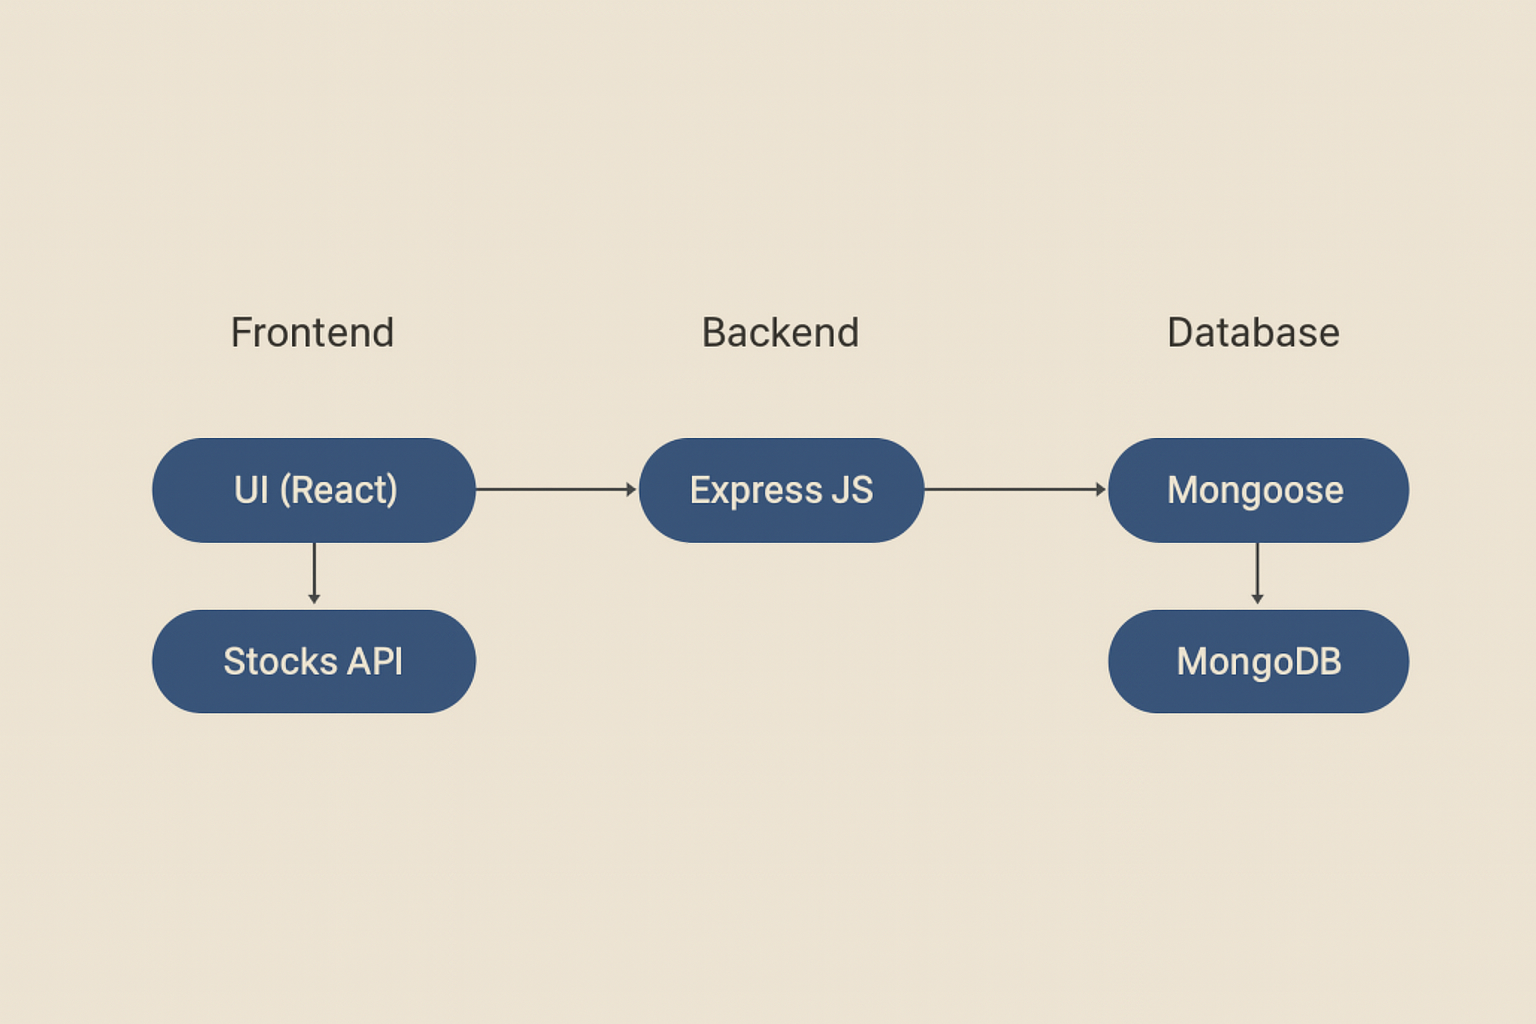 Frontend
Backend
Database
UI (React)
Express JS
Mongoose
Stocks API
MongoDB